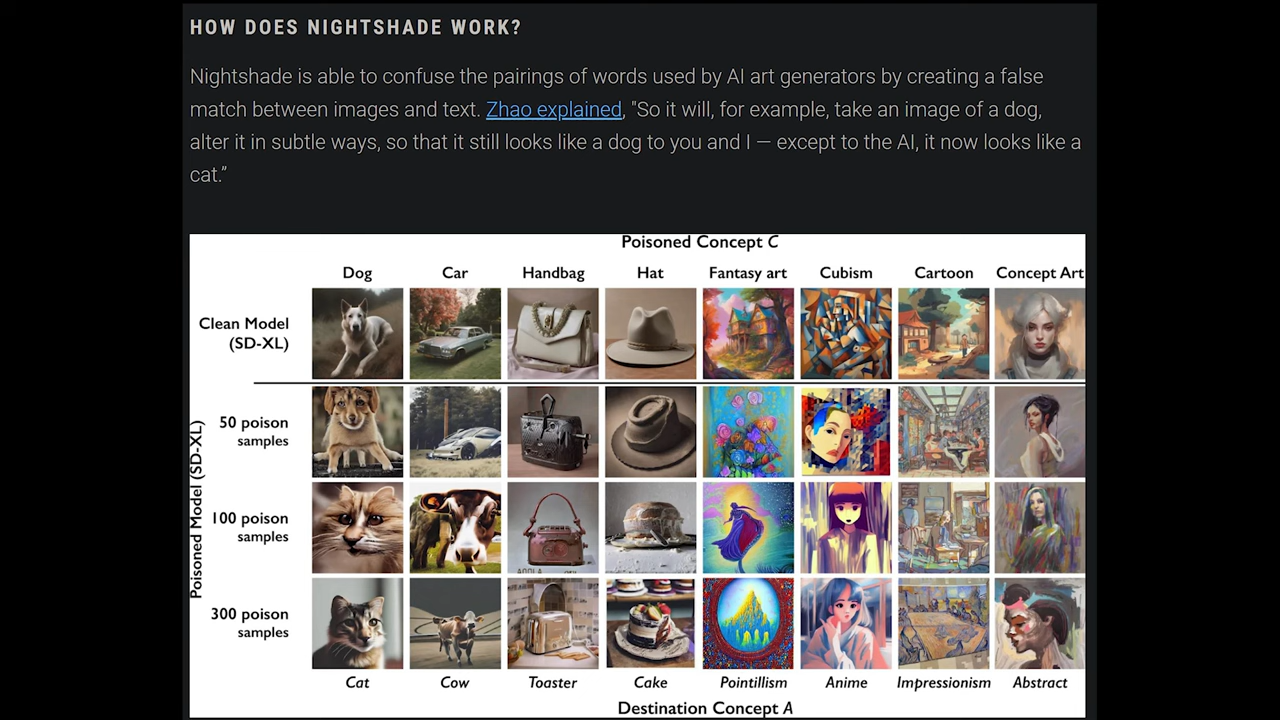 HOW DOES NIGHTSHADE WORK?
Nightshade is able to confuse the pairings of words used by AI art generators by creating a false
match between images and text. Zhao explained, "So it will, for example, take an image of a dog,
alter it in subtle ways, so that it still looks like a dog to you and I — except to the AI, it now looks like a
cat.”
Poisoned Concept C
Dog Car Handbag Hat Fantasy art Cubism Cartoon Concept Art
Clean Model
(SD-XL)
Poisoned Model (SD-XL)
50 poison
samples
100 poison
samples
300 poison
samples
Cat Cow Toaster Cake Pointillism Anime Impressionism Abstract
Destination Concept A